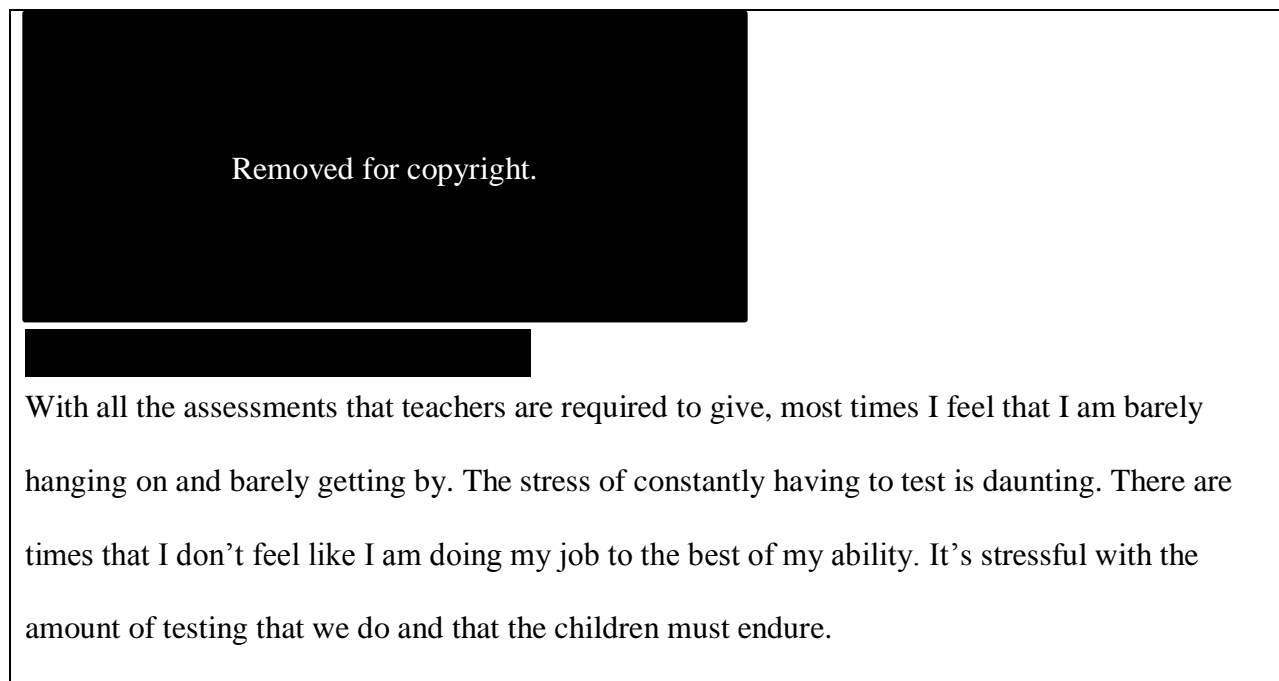 Removed for copyright.
With all the assessments that teachers are required to give, most times I feel that I am barely
hanging on and barely getting by. The stress of constantly having to test is daunting. There are
times that I don’t feel like I am doing my job to the best of my ability. It’s stressful with the
amount of testing that we do and that the children must endure.